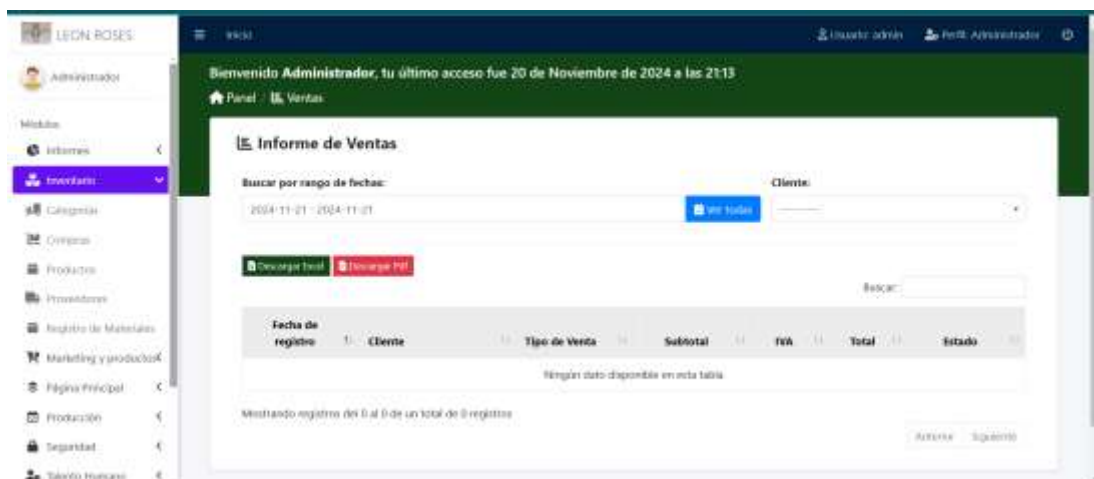 LEON ROSES
Inicio
Usuario: admin
Perfil: Administrador
Administrador
Bienvenido Administrador, tu último acceso fue 20 de Noviembre de 2024 a las 21:13
Panel / Ventas
Módulos
Informes
Inventario
Categorías
Compras
Productos
Proveedores
Registro de Materiales
Marketing y productos
Página Principal
Producción
Seguridad
Talento Humano
Informe de Ventas
Buscar por rango de fechas:
Cliente:
2024-11-21 - 2024-11-21
Ver todas
---------
Descargar Excel
Descargar Pdf
Buscar:
Fecha de registro
Cliente
Tipo de Venta
Subtotal
IVA
Total
Estado
Ningún dato disponible en esta tabla
Mostrando registros del 0 al 0 de un total de 0 registros
Anterior
Siguiente